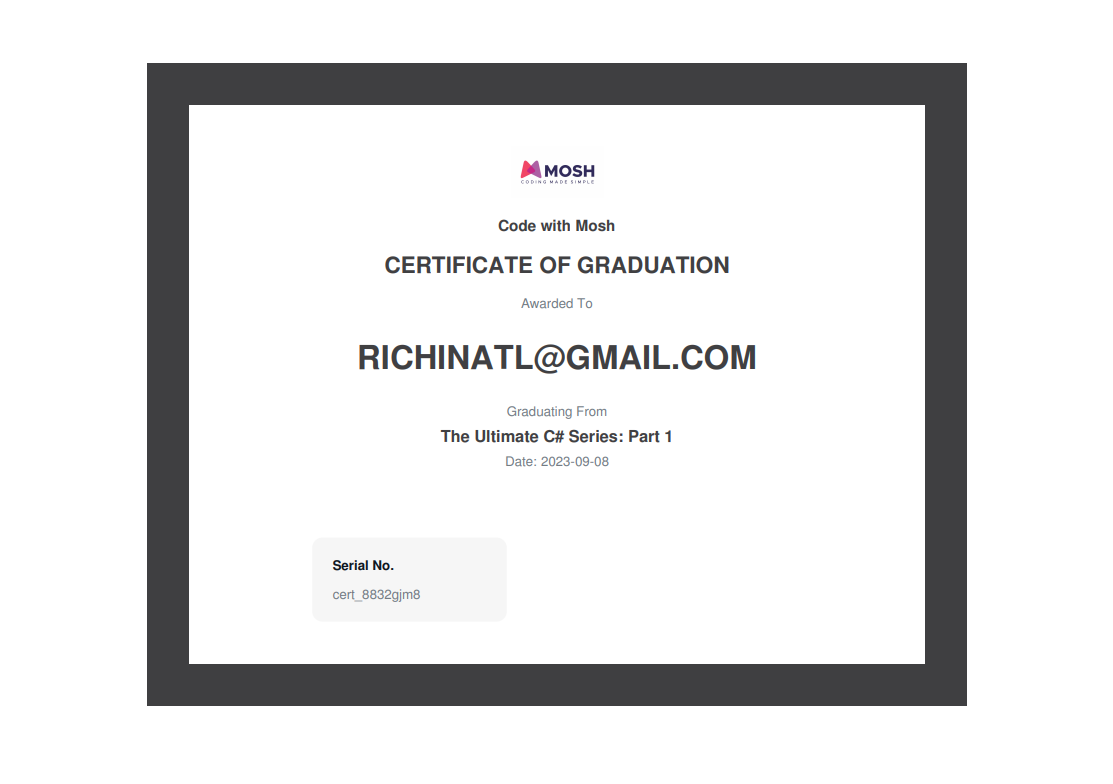 MOSH
CODING MADE SIMPLE
Code with Mosh
CERTIFICATE OF GRADUATION
Awarded To
RICHINATL@GMAIL.COM
Graduating From
The Ultimate C# Series: Part 1
Date: 2023-09-08
Serial No.
cert_8832gjm8